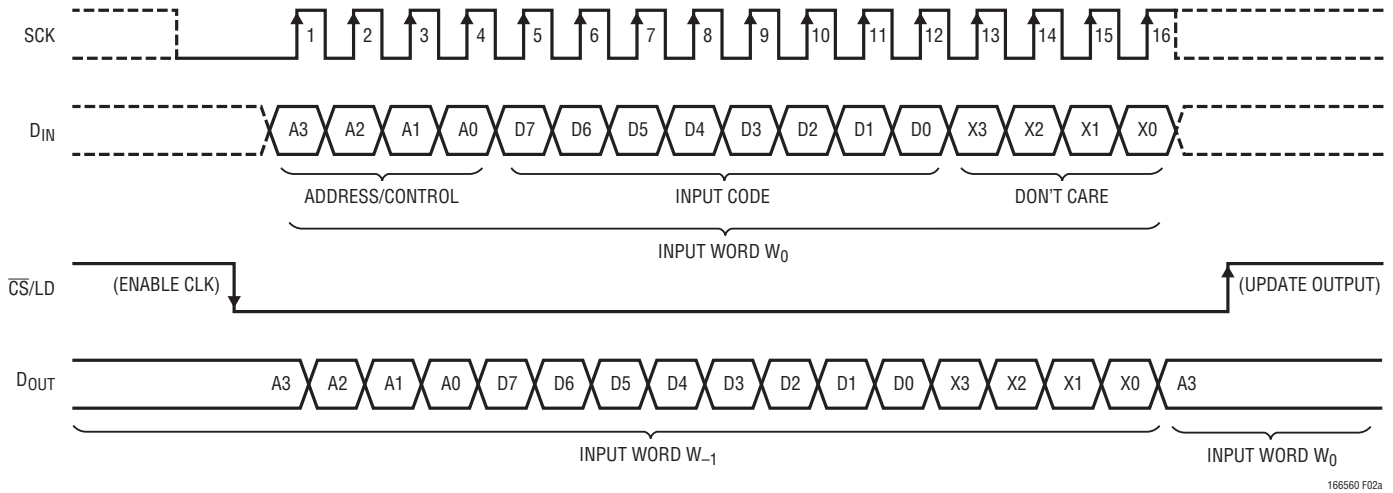 SCK
1 2 3 4 5 6 7 8 9 10 11 12 13 14 15 16
DIN
A3 A2 A1 A0 D7 D6 D5 D4 D3 D2 D1 D0 X3 X2 X1 X0
ADDRESS/CONTROL INPUT CODE DON'T CARE
INPUT WORD W0
CS/LD
(ENABLE CLK) (UPDATE OUTPUT)
DOUT
A3 A2 A1 A0 D7 D6 D5 D4 D3 D2 D1 D0 X3 X2 X1 X0 A3
INPUT WORD W–1 INPUT WORD W0
166560 F02a